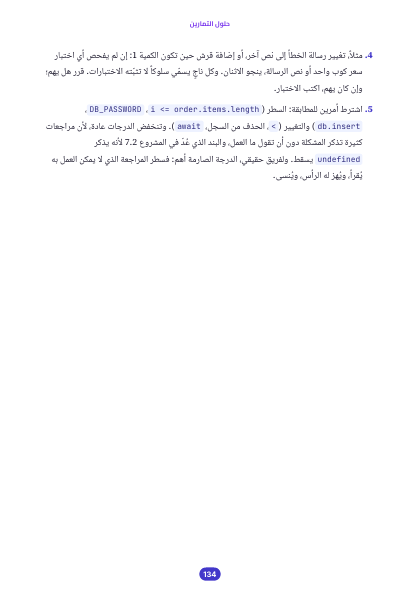 حلول التمارين
4. مثلاً، تغيير رسالة الخطأ إلى نص آخر، أو إضافة قرش حين تكون الكمية 1: إن لم يفحص أي اختبار
سعر كوب واحد أو نص الرسالة، ينجو الاثنان. وكل ناجٍ يسمّي سلوكاً لا تثبّته الاختبارات. قرر هل يهم؛
وإن كان يهم، اكتب الاختبار.
5. اشترط أمرين للمطابقة: السطر (i <= order.items.length، DB_PASSWORD،
db.insert) والتغيير (<، الحذف من السجل، await). وتنخفض الدرجات عادة، لأن مراجعات
كثيرة تذكر المشكلة دون أن تقول ما العمل، والبند الذي عُدّ في المشروع 7.2 لأنه يذكر
undefined يسقط. ولفريق حقيقي، الدرجة الصارمة أهم: فسطر المراجعة الذي لا يمكن العمل به
يُقرأ، ويُهز له الرأس، ويُنسى.
134